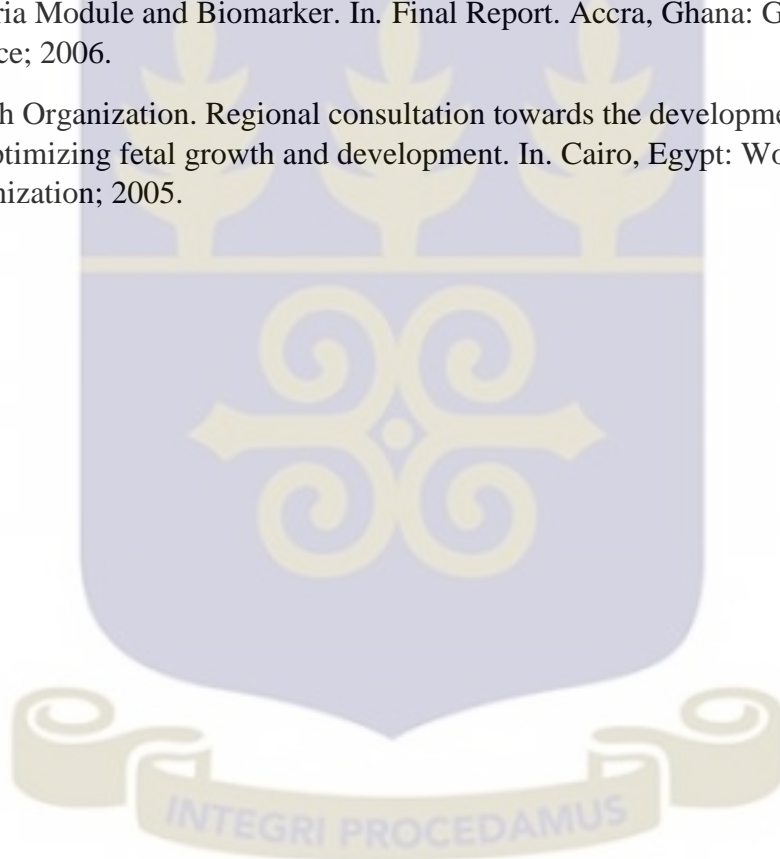 ria Module and Biomarker. In. Final Report. Accra, Ghana: G
ce; 2006.
h Organization. Regional consultation towards the developme
ptimizing fetal growth and development. In. Cairo, Egypt: Wo
nization; 2005.
INTEGRI PROCEDAMUS